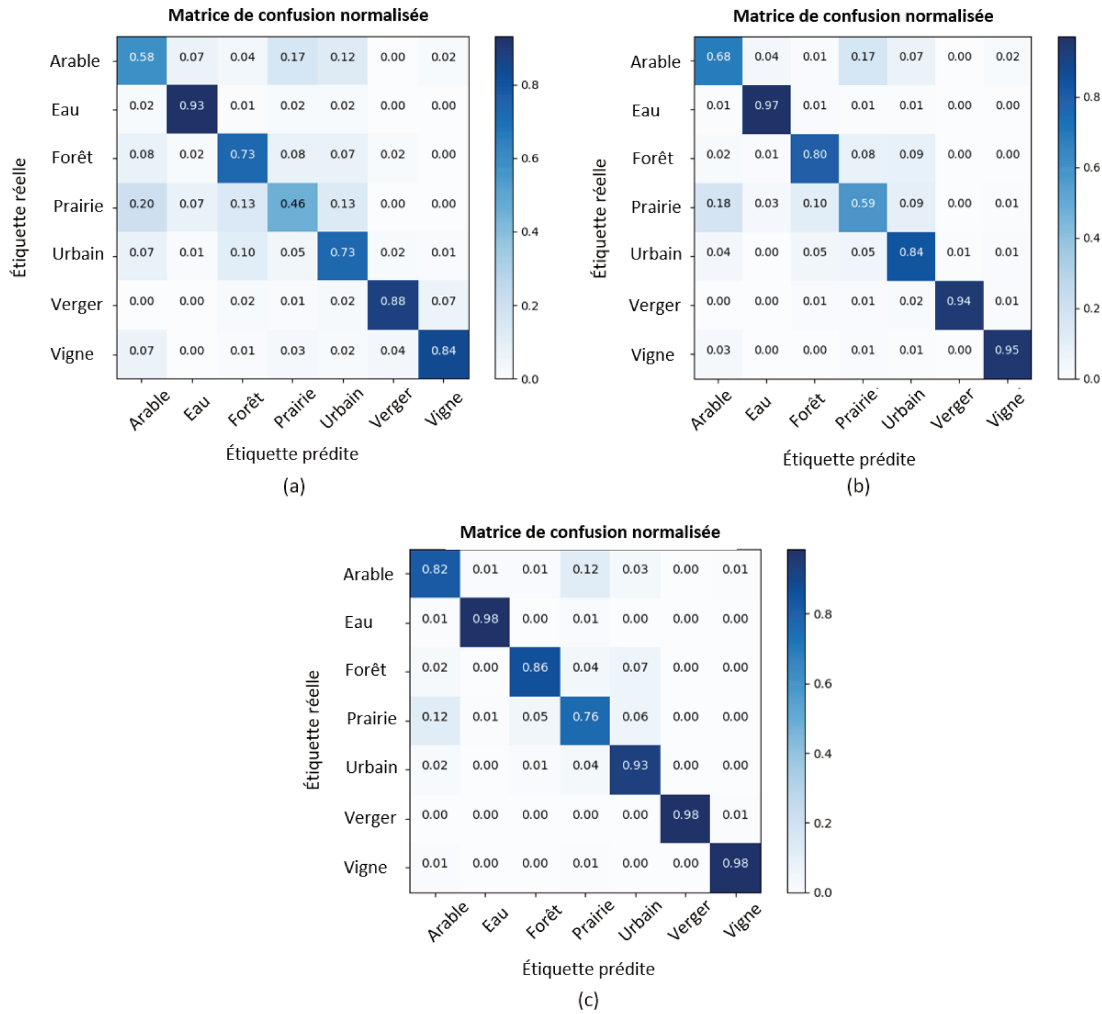 Matrice de confusion normalisée
Étiquette réelle
Arable 0.58 0.07 0.04 0.17 0.12 0.00 0.02
Eau 0.02 0.93 0.01 0.02 0.02 0.00 0.00
Forêt 0.08 0.02 0.73 0.08 0.07 0.02 0.00
Prairie 0.20 0.07 0.13 0.46 0.13 0.00 0.00
Urbain 0.07 0.01 0.10 0.05 0.73 0.02 0.01
Verger 0.00 0.00 0.02 0.01 0.02 0.88 0.07
Vigne 0.07 0.00 0.01 0.03 0.02 0.04 0.84
Arable Eau Forêt Prairie Urbain Verger Vigne
0.8
0.6
0.4
0.2
0.0
Étiquette prédite
(a)
Matrice de confusion normalisée
Étiquette réelle
Arable 0.68 0.04 0.01 0.17 0.07 0.00 0.02
Eau 0.01 0.97 0.01 0.01 0.01 0.00 0.00
Forêt 0.02 0.01 0.80 0.08 0.09 0.00 0.00
Prairie 0.18 0.03 0.10 0.59 0.09 0.00 0.01
Urbain 0.04 0.00 0.05 0.05 0.84 0.01 0.01
Verger 0.00 0.00 0.01 0.01 0.02 0.94 0.01
Vigne 0.03 0.00 0.01 0.01 0.01 0.00 0.95
Arable Eau Forêt Prairie Urbain Verger Vigne
0.8
0.6
0.4
0.2
0.0
Étiquette prédite
(b)
Matrice de confusion normalisée
Étiquette réelle
Arable 0.82 0.01 0.01 0.12 0.03 0.00 0.01
Eau 0.01 0.98 0.00 0.01 0.00 0.00 0.00
Forêt 0.02 0.00 0.86 0.04 0.07 0.00 0.00
Prairie 0.12 0.01 0.05 0.76 0.06 0.00 0.00
Urbain 0.02 0.00 0.01 0.04 0.93 0.00 0.00
Verger 0.00 0.00 0.00 0.00 0.00 0.98 0.01
Vigne 0.01 0.00 0.00 0.01 0.00 0.00 0.98
Arable Eau Forêt Prairie Urbain Verger Vigne
0.8
0.6
0.4
0.2
0.0
Étiquette prédite
(c)